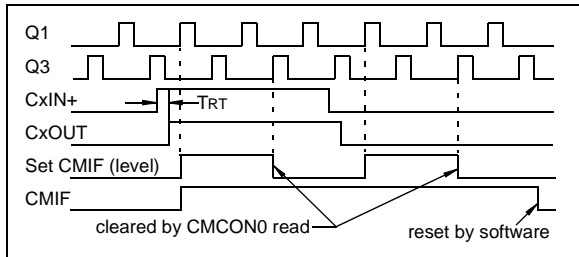 Q1
Q3
CxIN+
TRT
CxOUT
Set CMIF (level)
CMIF
cleared by CMCON0 read
reset by software